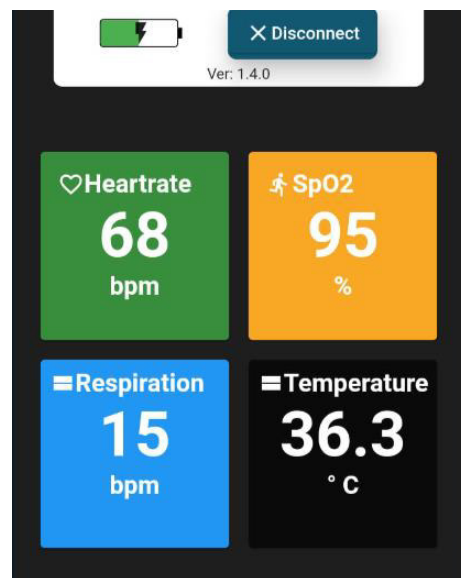 Disconnect
Ver: 1.4.0
Heartrate
68
bpm
SpO2
95
%
Respiration
15
bpm
Temperature
36.3
° C